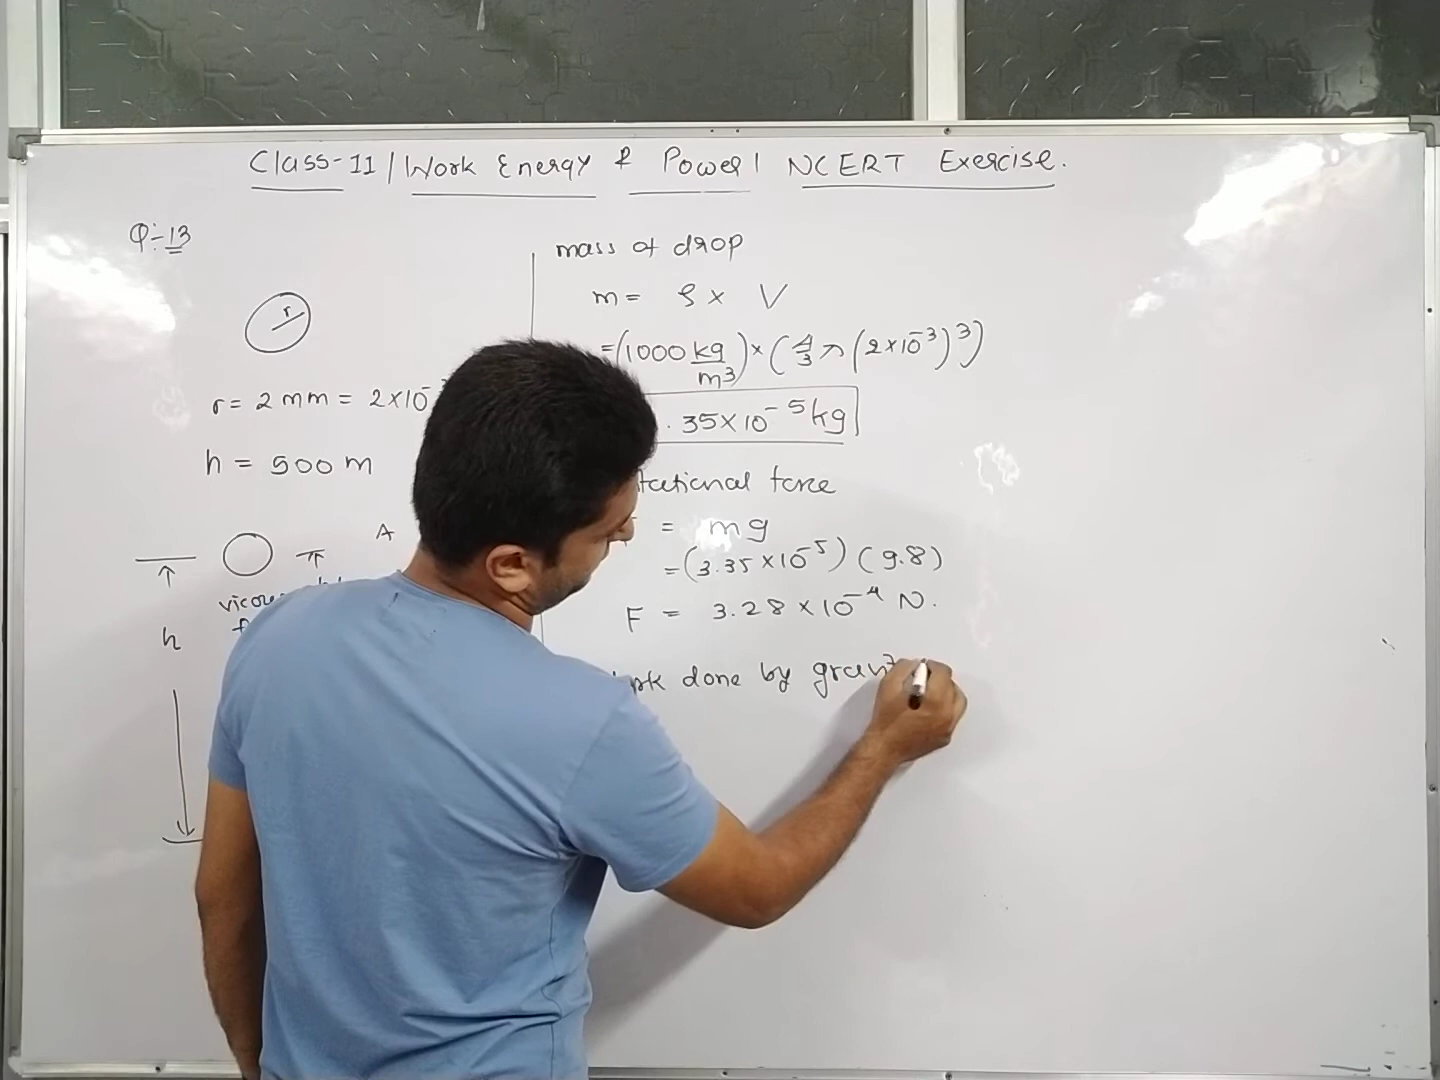 Class-11 / Work Energy & Power | NCERT Exercise.
Q÷13
r
r = 2 mm = 2×10⁻
h = 500 m
A
h
mass of drop
m = ρ × V
= (1000 kg/m³) × (4/3 π (2×10⁻³)³)
.35×10⁻⁵ kg
tational force
= mg
= (3.35×10⁻⁵) (9.8)
F = 3.28×10⁻⁴ N.
done by